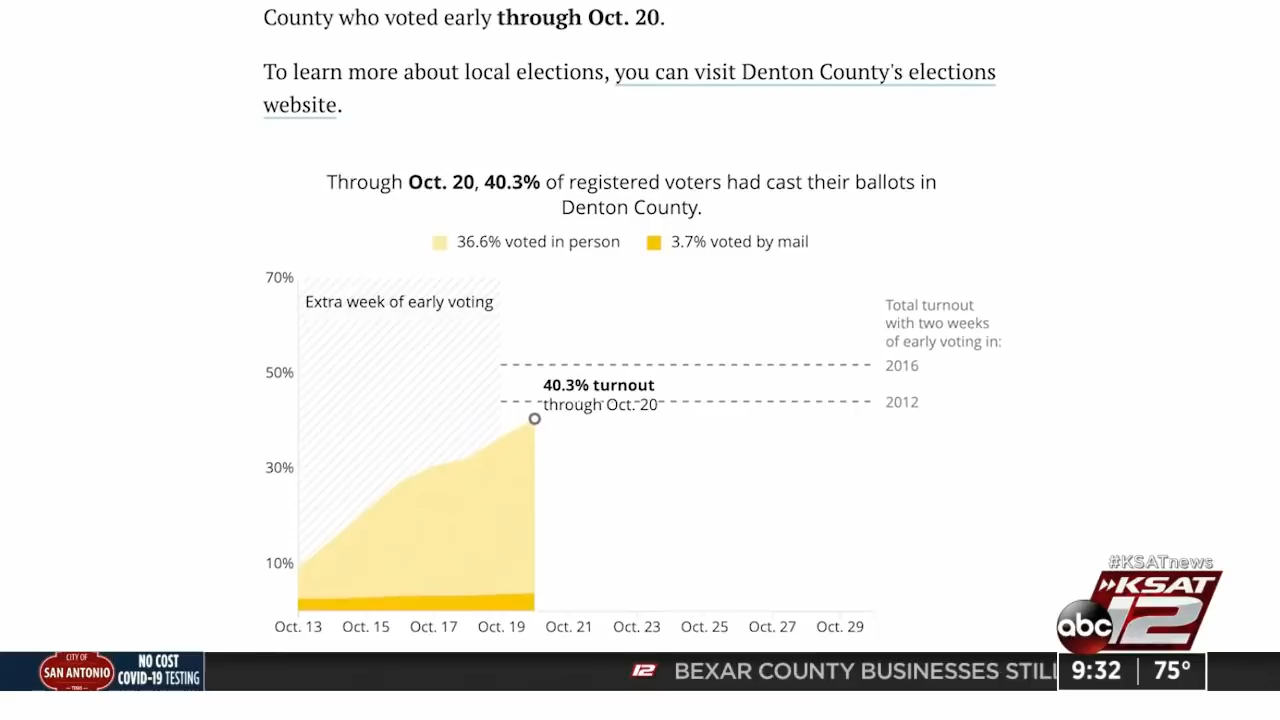 County who voted early through Oct. 20.
To learn more about local elections, you can visit Denton County's elections
website.
Through Oct. 20, 40.3% of registered voters had cast their ballots in
Denton County.
36.6% voted in person
3.7% voted by mail
70%
Extra week of early voting
Total turnout
with two weeks
of early voting in:
2016
50%
40.3% turnout
through Oct. 20
2012
30%
10%
Oct. 13
Oct. 15
Oct. 17
Oct. 19
Oct. 21
Oct. 23
Oct. 25
Oct. 27
Oct. 29
#KSATnews
KSAT
12
abc
CITY OF
SAN ANTONIO
TEXAS
NO COST
COVID-19 TESTING
12
BEXAR COUNTY BUSINESSES STILL
9:32
75°